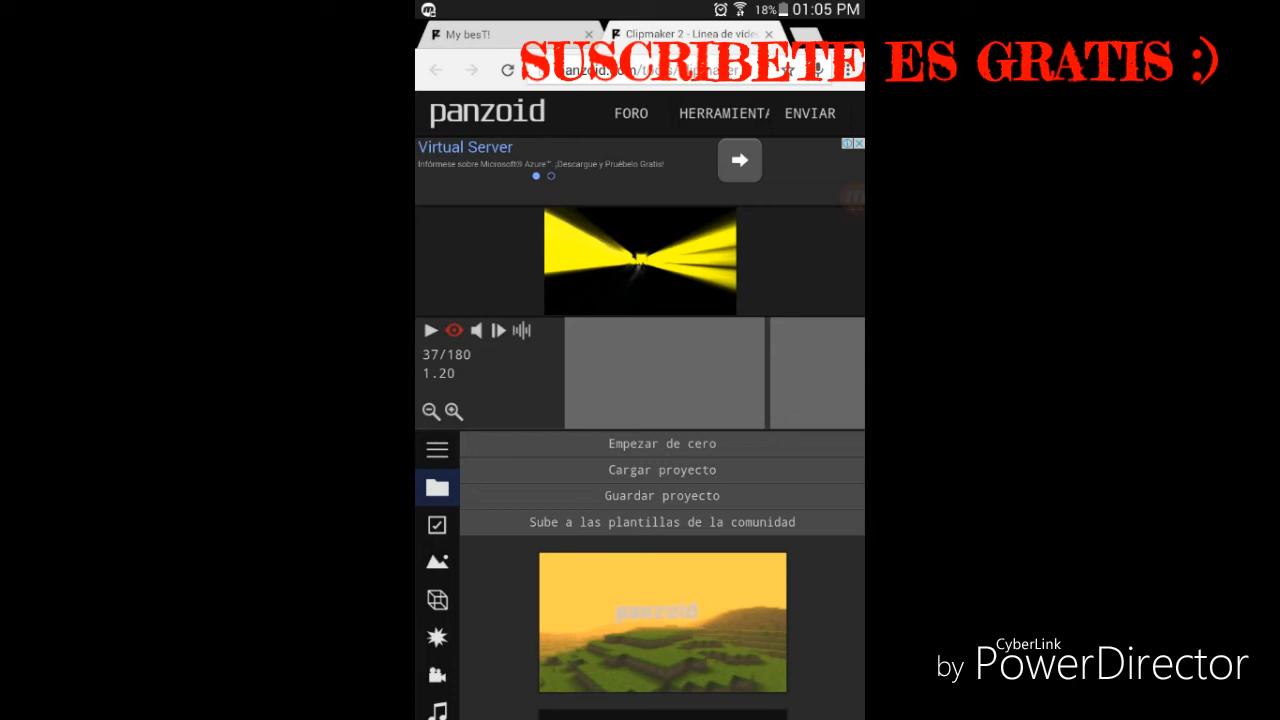 18% 01:05 PM
My besT!
Clipmaker 2 - Linea de víde
SUSCRIBETE ES GRATIS :)
panzoid
FORO
HERRAMIENTA
ENVIAR
Virtual Server
Infórmese sobre Microsoft® Azure™. ¡Descargue y Pruébelo Gratis!
37/180
1.20
Empezar de cero
Cargar proyecto
Guardar proyecto
Sube a las plantillas de la comunidad
panzoid
CyberLink
by PowerDirector